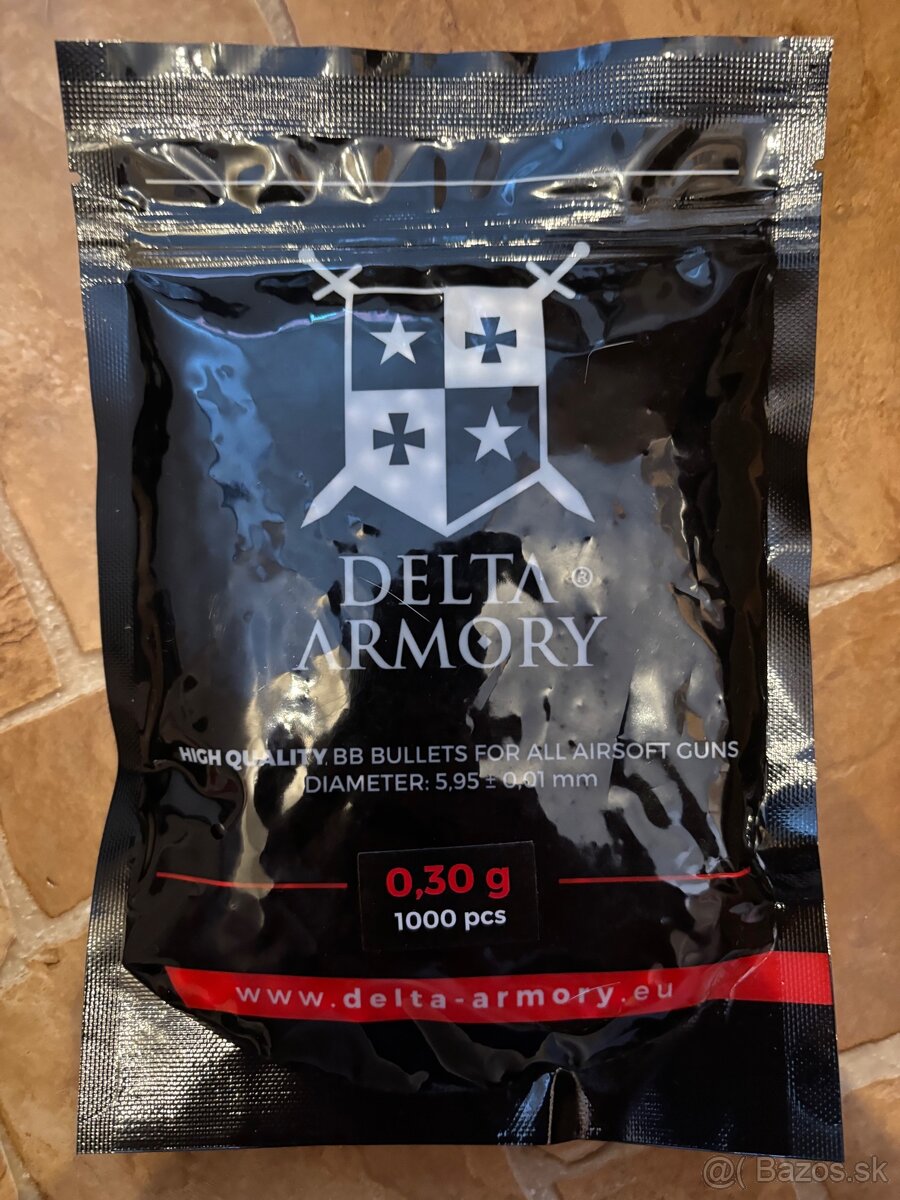 DELTA ®
ARMORY
HIGH QUALITY BB BULLETS FOR ALL AIRSOFT GUNS
DIAMETER: 5,95 ± 0,01 mm
0,30 g
1000 pcs
www.delta-armory.eu
@( Bazos.sk